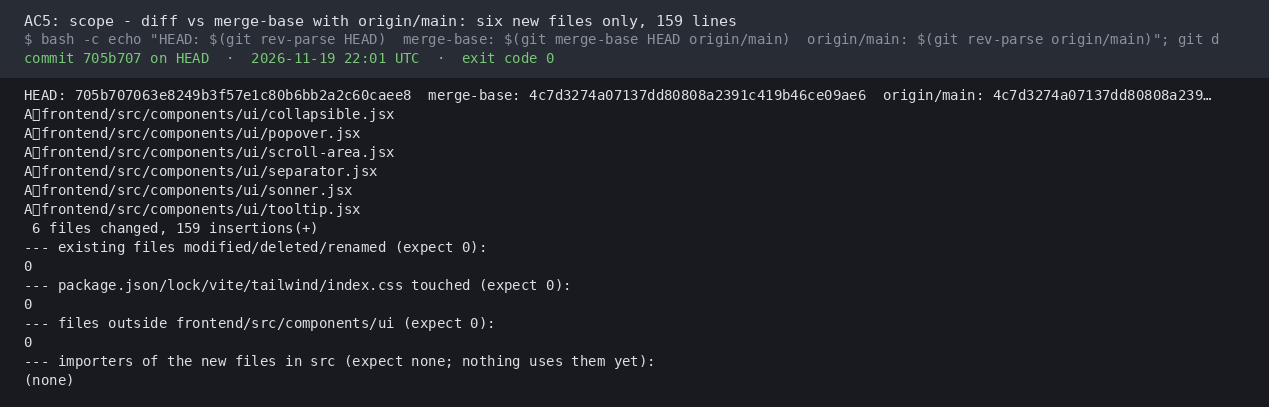 AC5: scope - diff vs merge-base with origin/main: six new files only, 159 lines
$ bash -c echo "HEAD: $(git rev-parse HEAD)  merge-base: $(git merge-base HEAD origin/main)  origin/main: $(git rev-parse origin/main)"; git d
commit 705b707 on HEAD  ·  2026-11-19 22:01 UTC  ·  exit code 0
HEAD: 705b707063e8249b3f57e1c80b6bb2a2c60caee8  merge-base: 4c7d3274a07137dd80808a2391c419b46ce09ae6  origin/main: 4c7d3274a07137dd80808a239…
A▯frontend/src/components/ui/collapsible.jsx
A▯frontend/src/components/ui/popover.jsx
A▯frontend/src/components/ui/scroll-area.jsx
A▯frontend/src/components/ui/separator.jsx
A▯frontend/src/components/ui/sonner.jsx
A▯frontend/src/components/ui/tooltip.jsx
 6 files changed, 159 insertions(+)
--- existing files modified/deleted/renamed (expect 0):
0
--- package.json/lock/vite/tailwind/index.css touched (expect 0):
0
--- files outside frontend/src/components/ui (expect 0):
0
--- importers of the new files in src (expect none; nothing uses them yet):
(none)